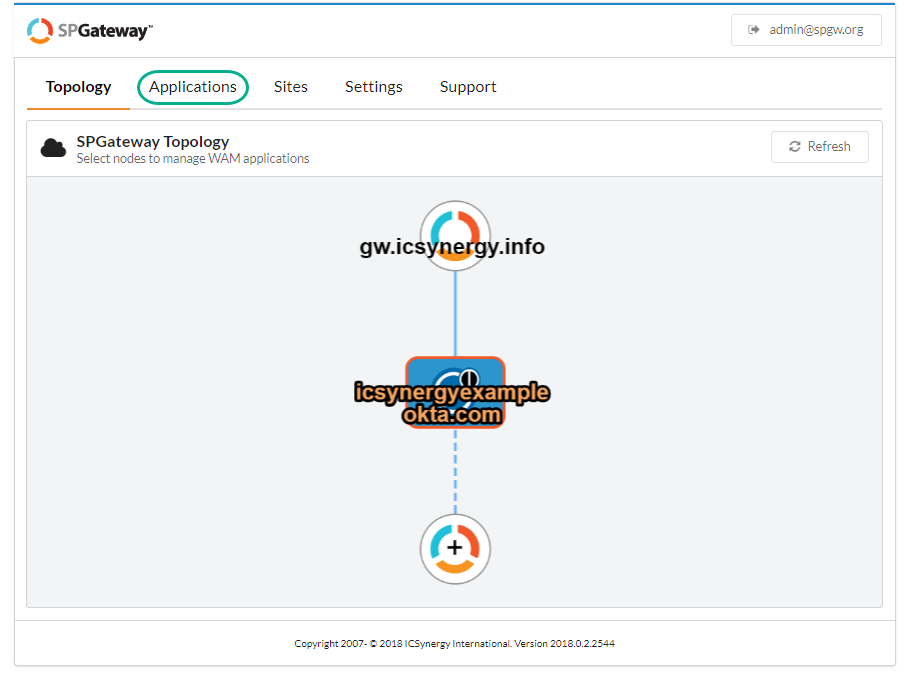 SPGateway™
admin@spgw.org
Topology
Applications
Sites
Settings
Support
SPGateway Topology
Select nodes to manage WAM applications
Refresh
gw.icsynergy.info
icsynergyexample
okta.com
+
Copyright 2007- © 2018 ICSynergy International. Version 2018.0.2.2544